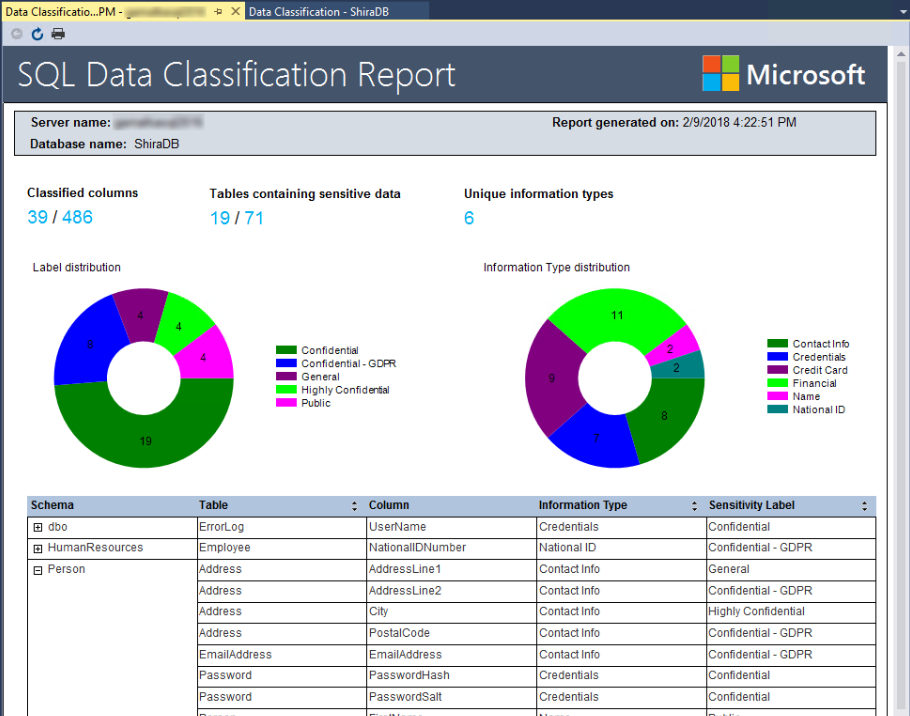 Data Classificatio...PM -
Data Classification - ShiraDB
SQL Data Classification Report
Microsoft
Server name:
Report generated on: 2/9/2018 4:22:51 PM
Database name: ShiraDB
Classified columns
Tables containing sensitive data
Unique information types
39 / 486
19 / 71
6
Label distribution
4
4
8
4
19
Confidential
Confidential - GDPR
General
Highly Confidential
Public
Information Type distribution
11
2
2
9
8
7
Contact Info
Credentials
Credit Card
Financial
Name
National ID
Schema Table Column Information Type Sensitivity Label
dbo ErrorLog UserName Credentials Confidential
HumanResources Employee NationalIDNumber National ID Confidential - GDPR
Person Address AddressLine1 Contact Info General
Address AddressLine2 Contact Info Confidential - GDPR
Address City Contact Info Highly Confidential
Address PostalCode Contact Info Confidential - GDPR
EmailAddress EmailAddress Contact Info Confidential - GDPR
Password PasswordHash Credentials Confidential
Password PasswordSalt Credentials Confidential